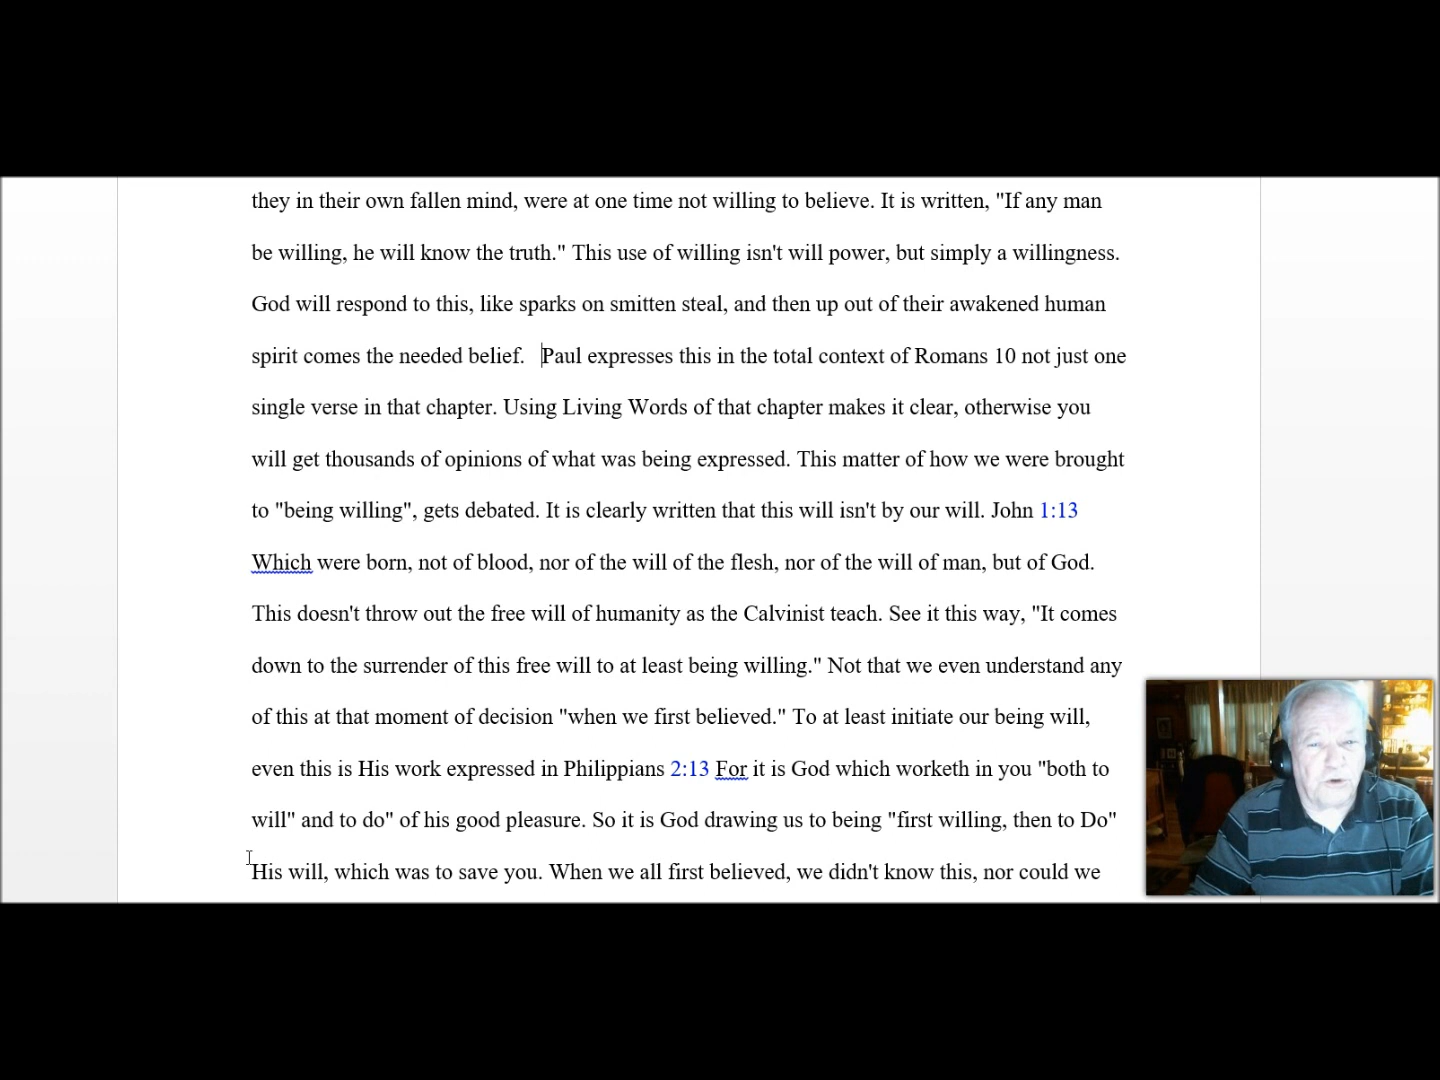 they in their own fallen mind, were at one time not willing to believe. It is written, "If any man
be willing, he will know the truth." This use of willing isn't will power, but simply a willingness.
God will respond to this, like sparks on smitten steal, and then up out of their awakened human
spirit comes the needed belief.   Paul expresses this in the total context of Romans 10 not just one
single verse in that chapter. Using Living Words of that chapter makes it clear, otherwise you
will get thousands of opinions of what was being expressed. This matter of how we were brought
to "being willing", gets debated. It is clearly written that this will isn't by our will. John 1:13
Which were born, not of blood, nor of the will of the flesh, nor of the will of man, but of God.
This doesn't throw out the free will of humanity as the Calvinist teach. See it this way, "It comes
down to the surrender of this free will to at least being willing." Not that we even understand any
of this at that moment of decision "when we first believed." To at least initiate our being will,
even this is His work expressed in Philippians 2:13 For it is God which worketh in you "both to
will" and to do" of his good pleasure. So it is God drawing us to being "first willing, then to Do"
His will, which was to save you. When we all first believed, we didn't know this, nor could we